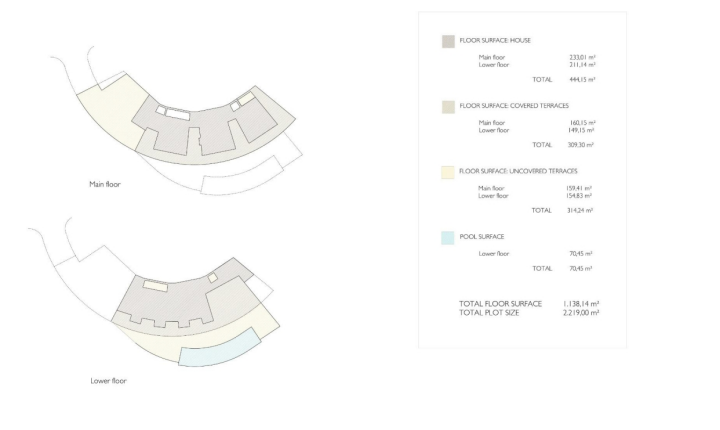 Main floor
Lower floor
FLOOR SURFACE: HOUSE
Main floor 233,01 m²
Lower floor 211,14 m²
TOTAL 444,15 m²
FLOOR SURFACE: COVERED TERRACES
Main floor 160,15 m²
Lower floor 149,15 m²
TOTAL 309,30 m²
FLOOR SURFACE: UNCOVERED TERRACES
Main floor 159,41 m²
Lower floor 154,83 m²
TOTAL 314,24 m²
POOL SURFACE
Lower floor 70,45 m²
TOTAL 70,45 m²
TOTAL FLOOR SURFACE 1.138,14 m²
TOTAL PLOT SIZE 2.219,00 m²